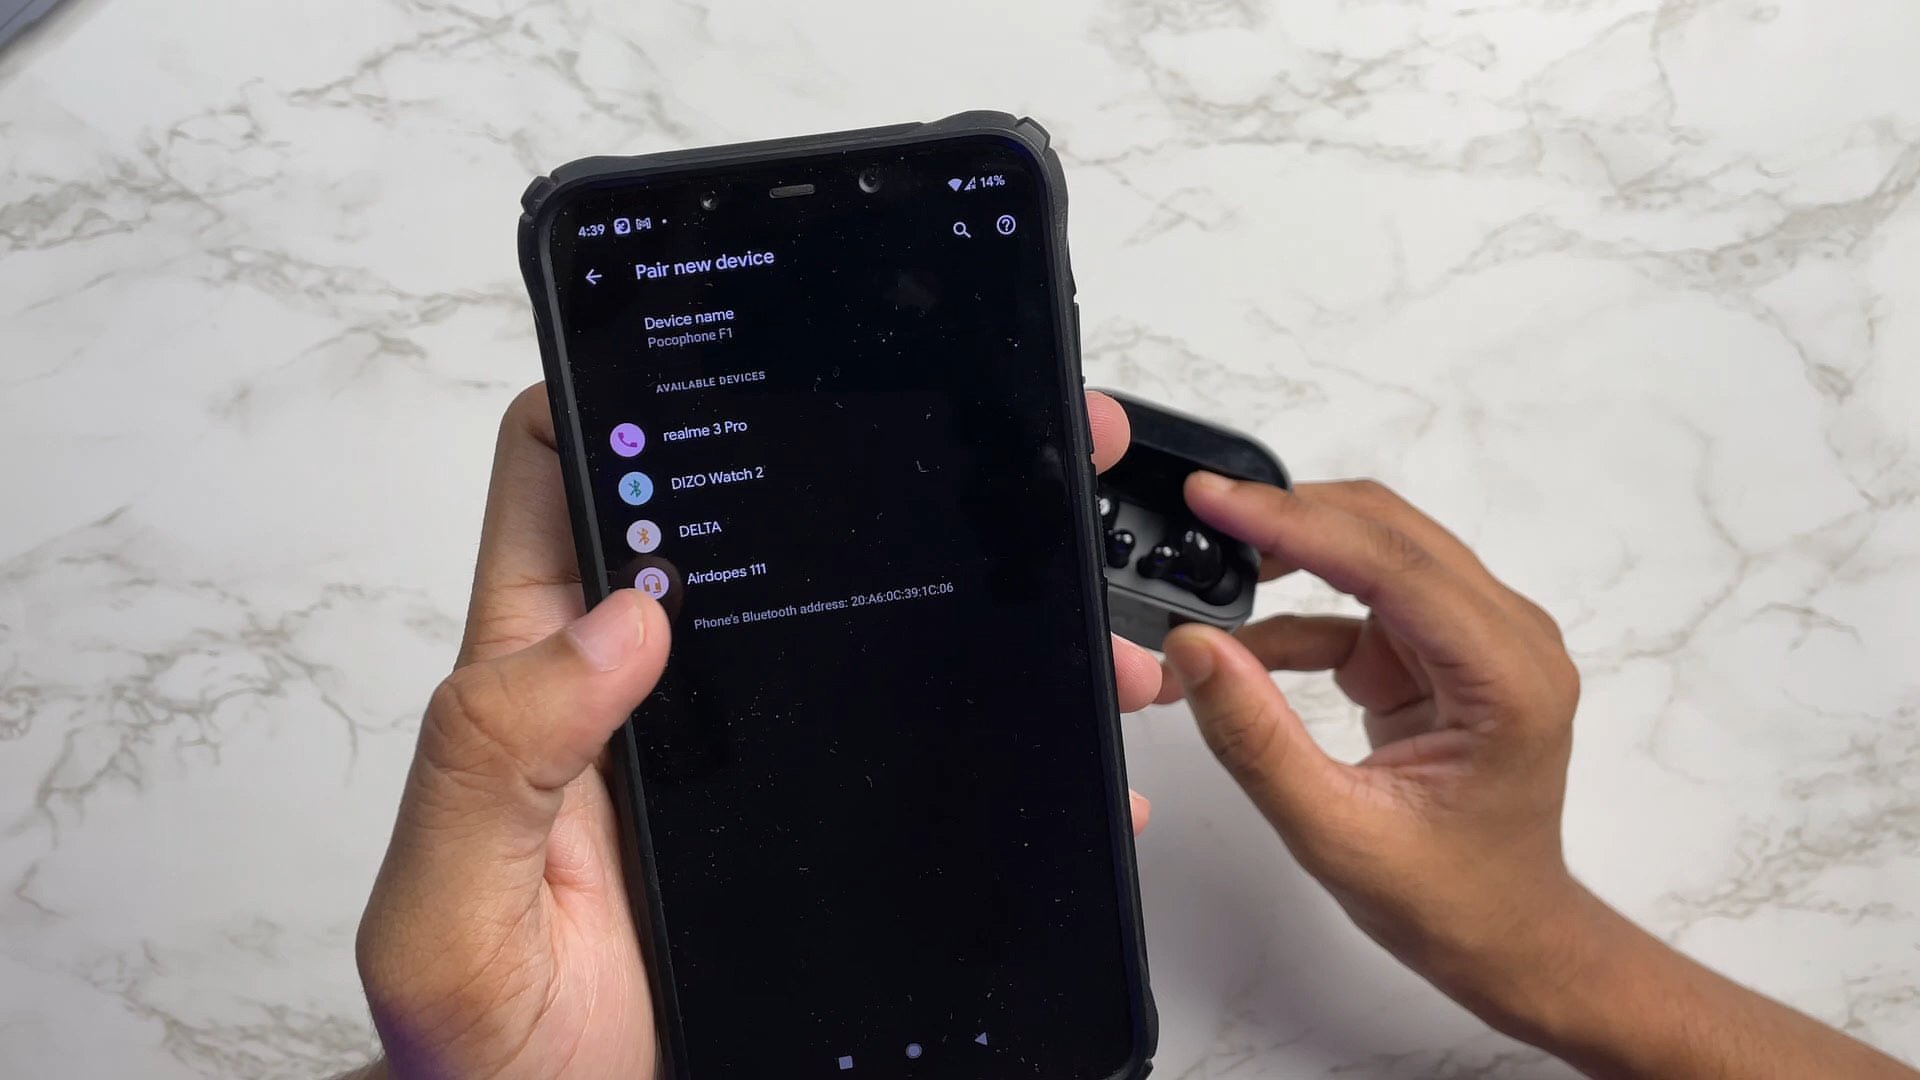 4:39
14%
Pair new device
Device name
Pocophone F1
AVAILABLE DEVICES
realme 3 Pro
DIZO Watch 2
DELTA
Airdopes 111
Phone's Bluetooth address: 20:A6:0C:39:1C:06